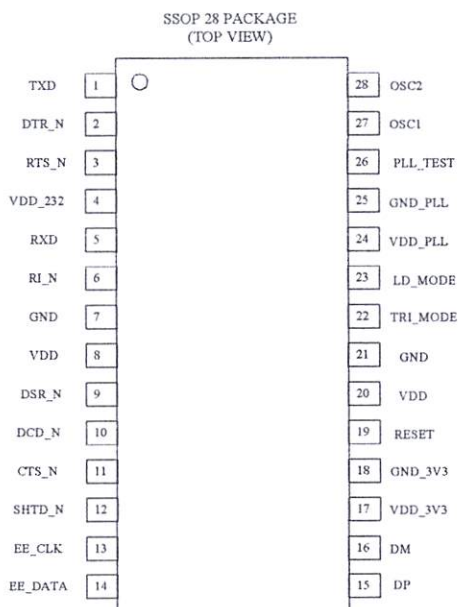 SSOP 28 PACKAGE
(TOP VIEW)
TXD 1 28 OSC2
DTR_N 2 27 OSC1
RTS_N 3 26 PLL_TEST
VDD_232 4 25 GND_PLL
RXD 5 24 VDD_PLL
RI_N 6 23 LD_MODE
GND 7 22 TRI_MODE
VDD 8 21 GND
DSR_N 9 20 VDD
DCD_N 10 19 RESET
CTS_N 11 18 GND_3V3
SHTD_N 12 17 VDD_3V3
EE_CLK 13 16 DM
EE_DATA 14 15 DP